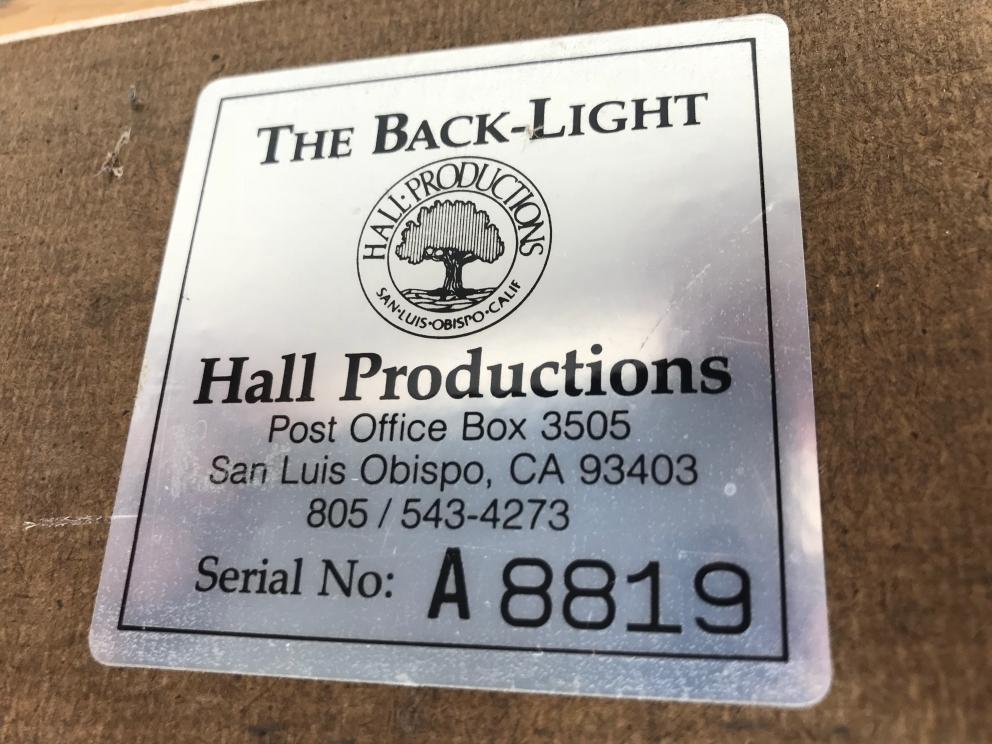 THE BACK-LIGHT
HALL·PRODUCTIONS
SAN·LUIS·OBISPO·CALIF
Hall Productions
Post Office Box 3505
San Luis Obispo, CA 93403
805 / 543-4273
Serial No: A 8819